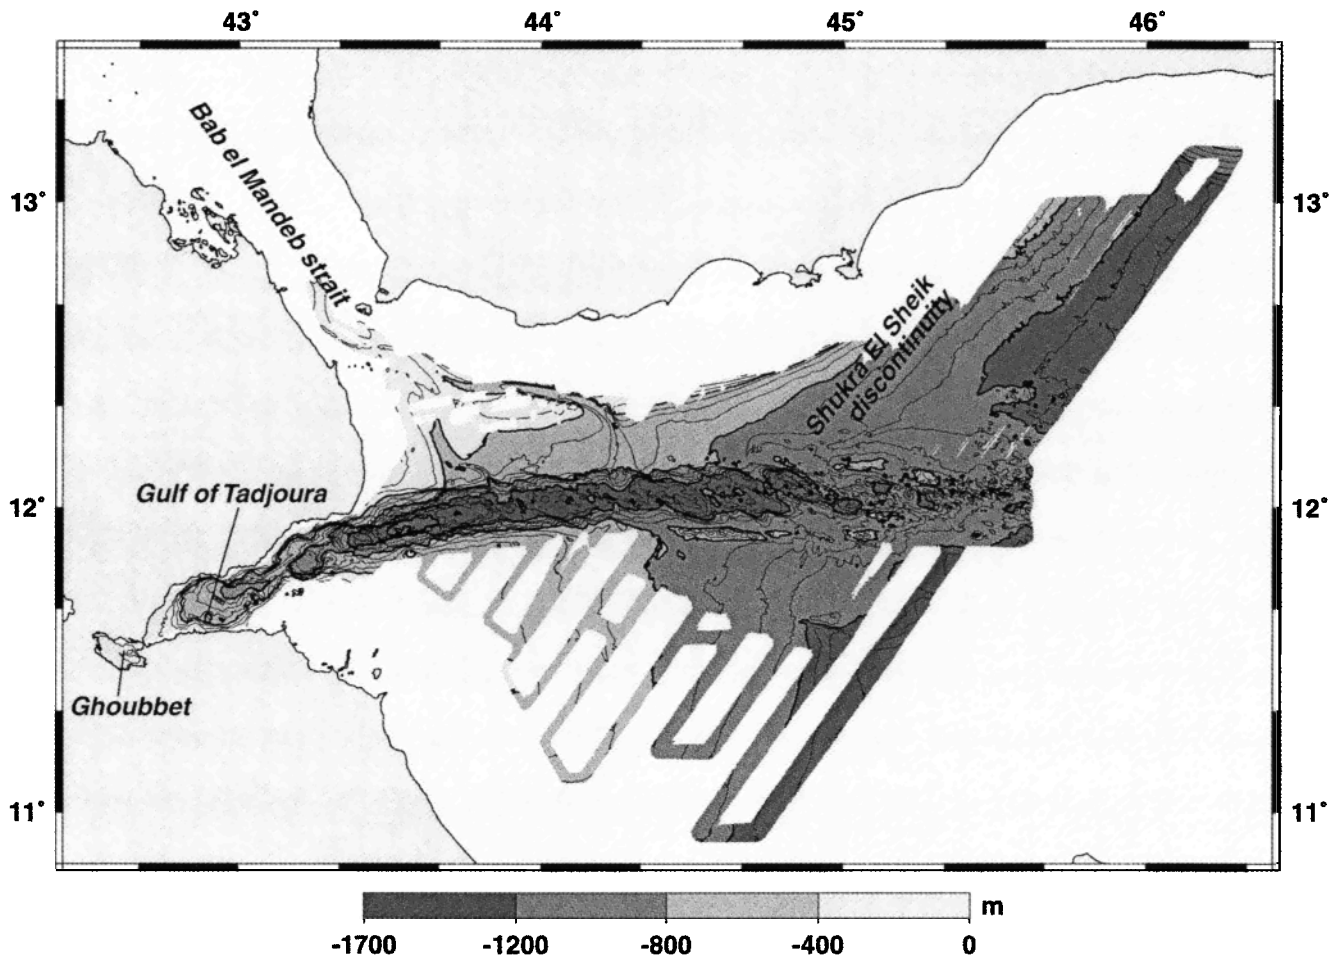 43° 44° 45° 46°
Bab el Mandeb strait
13° 13°
Shukra El Sheik
discontinuity
Gulf of Tadjoura
12° 12°
Ghoubbet
11° 11°
m
-1700 -1200 -800 -400 0